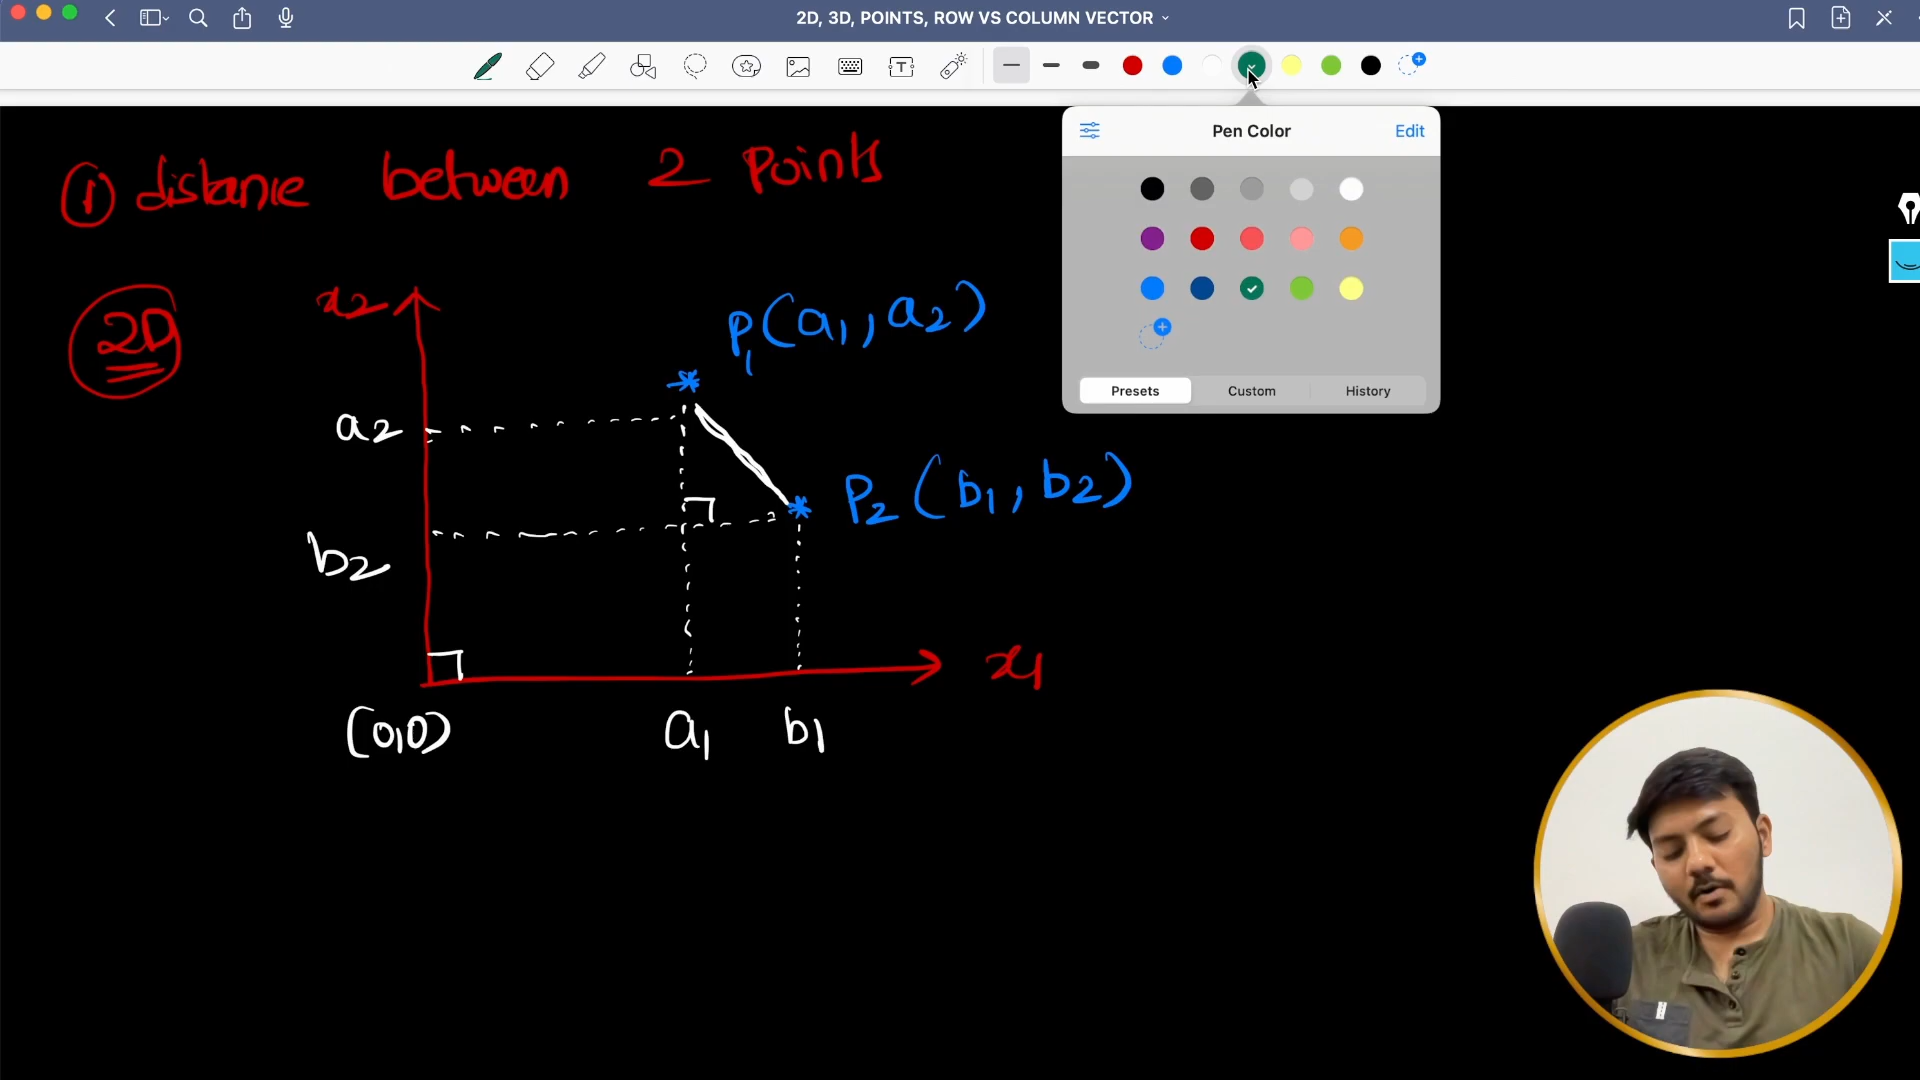 2D, 3D, POINTS, ROW VS COLUMN VECTOR
Pen Color
Edit
Presets
Custom
History
① distance between 2 points
2D
x2
P1(a1, a2)
a2
P2 (b1, b2)
b2
x1
(0,0)
a1
b1